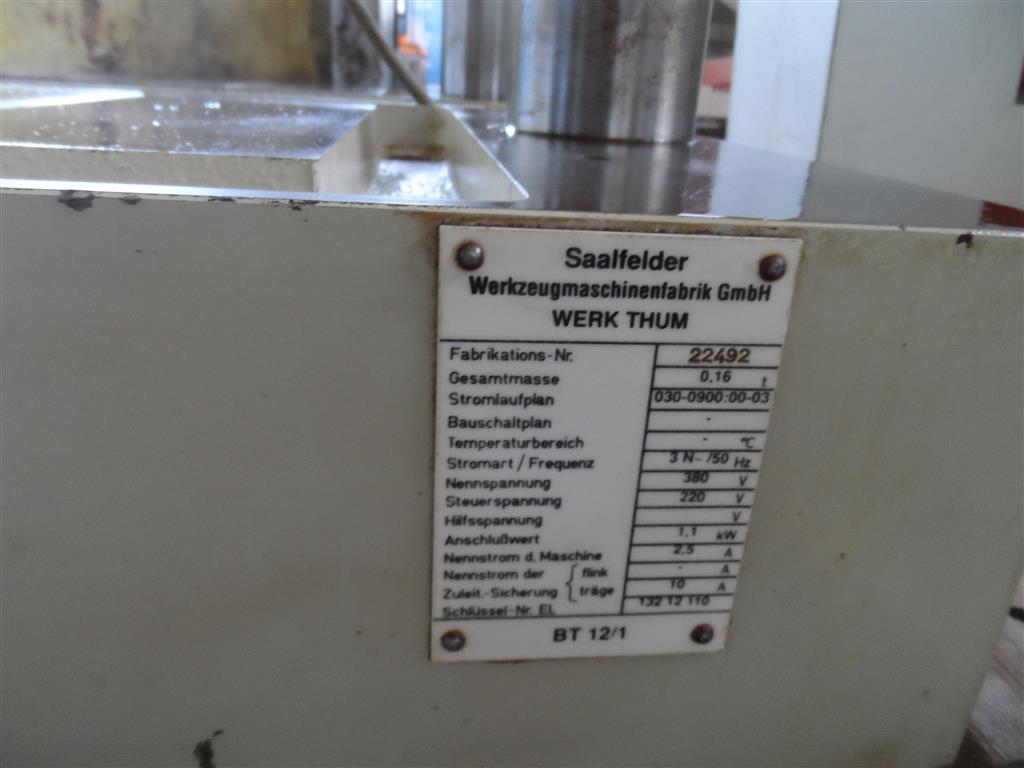 Saalfelder
Werkzeugmaschinenfabrik GmbH
WERK THUM
Fabrikations-Nr. 22492
Gesamtmasse 0,16 t
Stromlaufplan 030-0900:00-03
Bauschaltplan -
Temperaturbereich - °C
Stromart / Frequenz 3 N~ /50 Hz
Nennspannung 380 V
Steuerspannung 220 V
Hilfsspannung V
Anschlußwert 1,1 kW
Nennstrom d. Maschine 2,5 A
Nennstrom der { flink - A
Zuleit.-Sicherung träge 10 A
Schlüssel-Nr. EL 132 12 110
BT 12/1